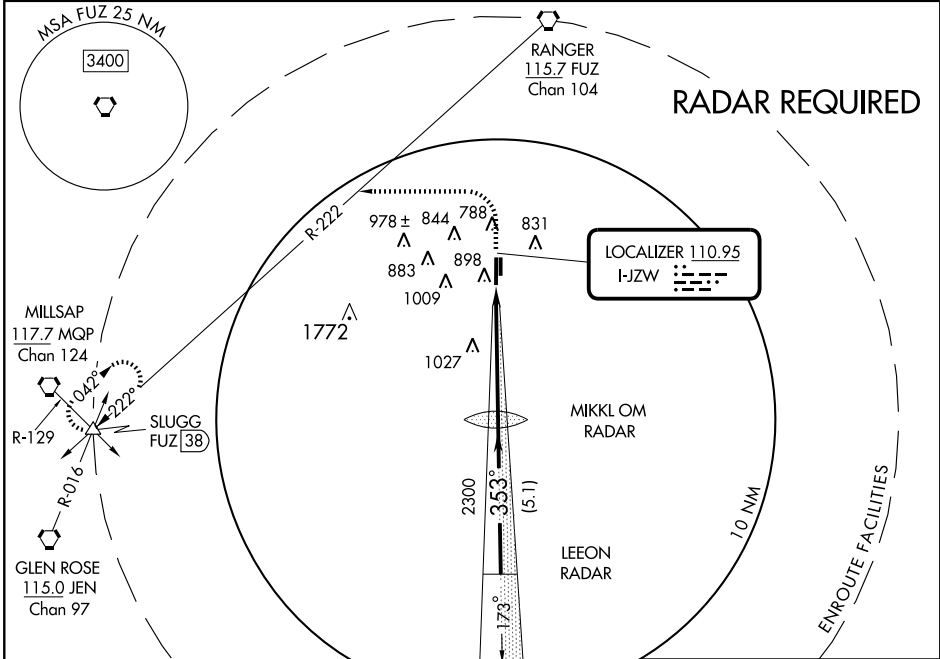 MSA FUZ 25 NM
3400
RANGER
115.7 FUZ
Chan 104
RADAR REQUIRED
R-222
978 ±
844
788
831
883
898
1009
LOCALIZER 110.95
I-JZW
1772
1027
MILLSAP
117.7 MQP
Chan 124
042°
222°
R-129
SLUGG
FUZ 38
R-016
GLEN ROSE
115.0 JEN
Chan 97
MIKKL OM
RADAR
2300
353°
(5.1)
LEEON
RADAR
173°
10 NM
ENROUTE FACILITIES